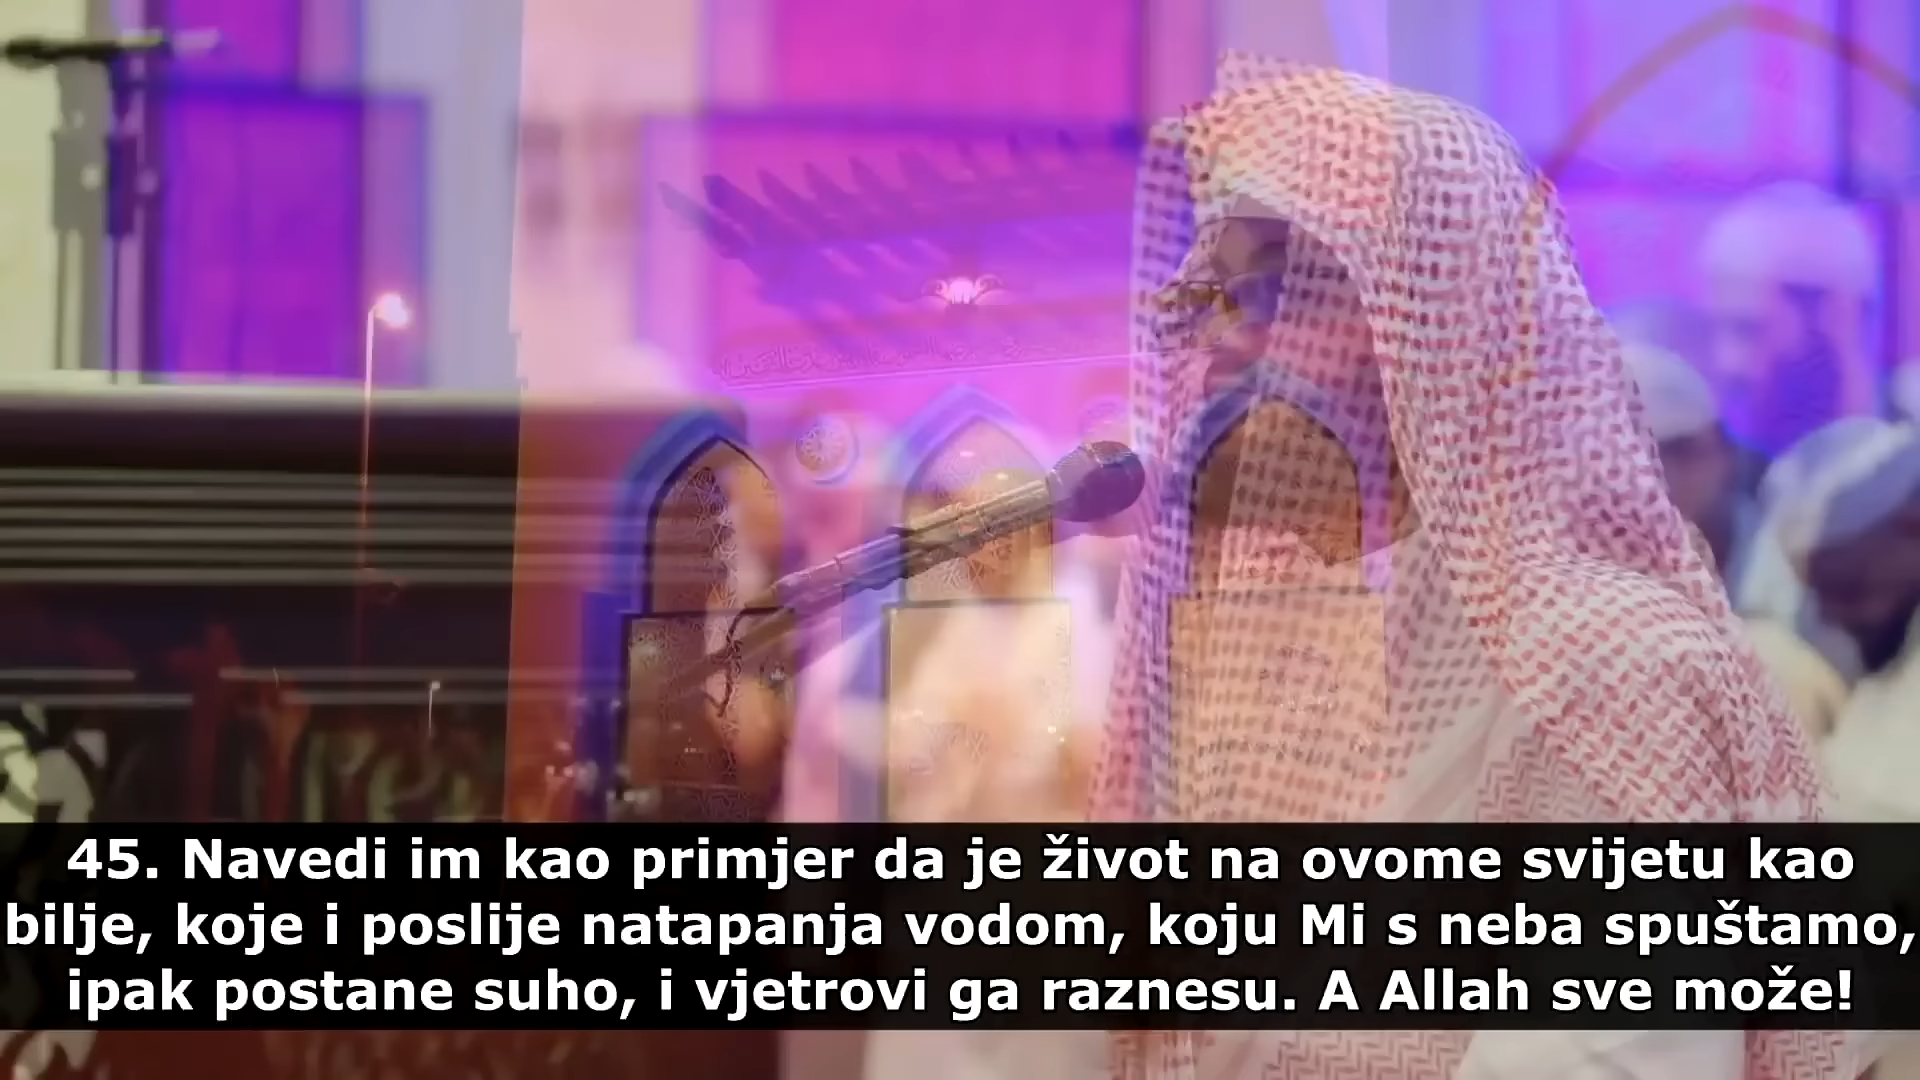 45. Navedi im kao primjer da je život na ovome svijetu kao
bilje, koje i poslije natapanja vodom, koju Mi s neba spuštamo,
ipak postane suho, i vjetrovi ga raznesu. A Allah sve može!